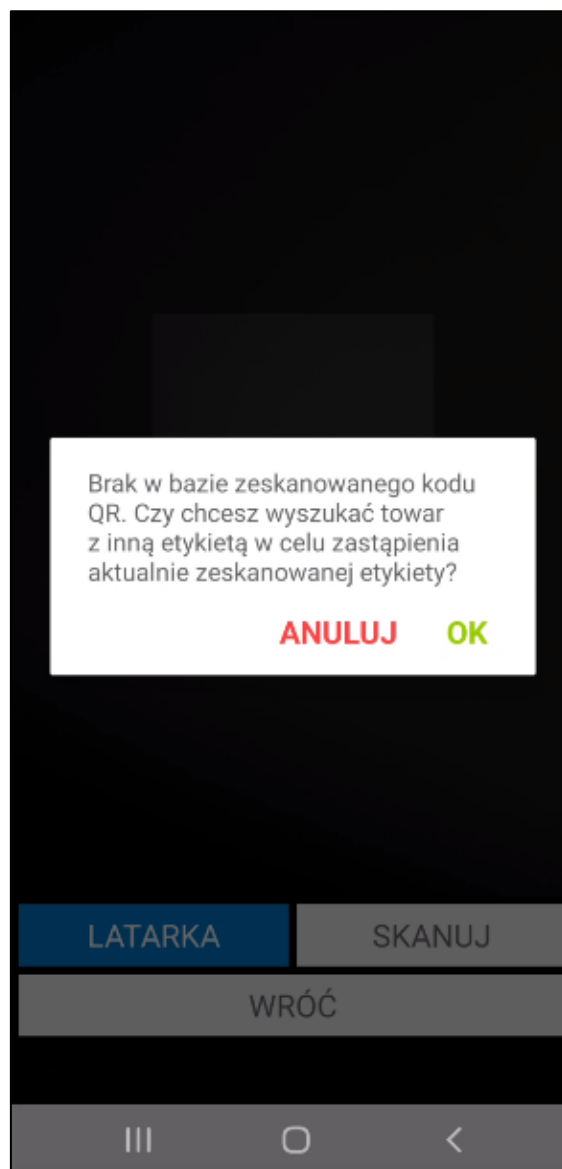 Brak w bazie zeskanowanego kodu
QR. Czy chcesz wyszukać towar
z inną etykietą w celu zastąpienia
aktualnie zeskanowanej etykiety?
ANULUJ OK
LATARKA SKANUJ
WRÓĆ